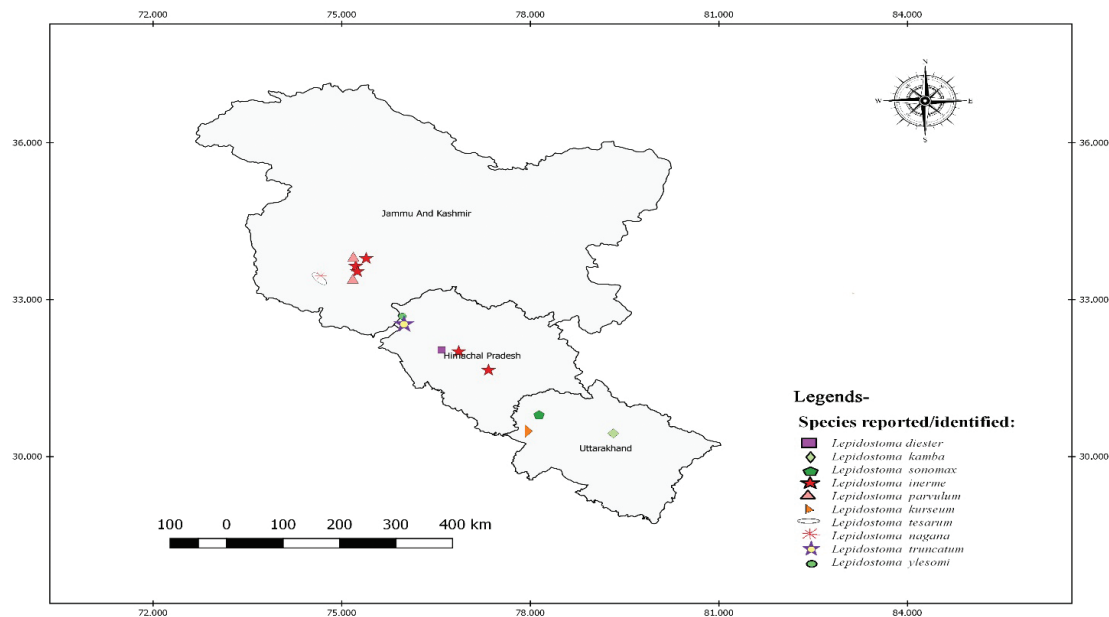 72.000 75.000 78.000 81.000 84.000
N
W E
S
36.000 36.000
Jammu And Kashmir
33.000 33.000
Himachal Pradesh
Legends-
Species reported/identified:
Lepidostoma diester
Lepidostoma kamba
Lepidostoma sonomax
Lepidostoma inerme
Lepidostoma parvulum
Lepidostoma kurseum
Lepidostoma tesarum
Lepidostoma nagana
Lepidostoma truncatum
Lepidostoma ylesomi
Uttarakhand
30.000 30.000
100 0 100 200 300 400 km
72.000 75.000 78.000 81.000 84.000